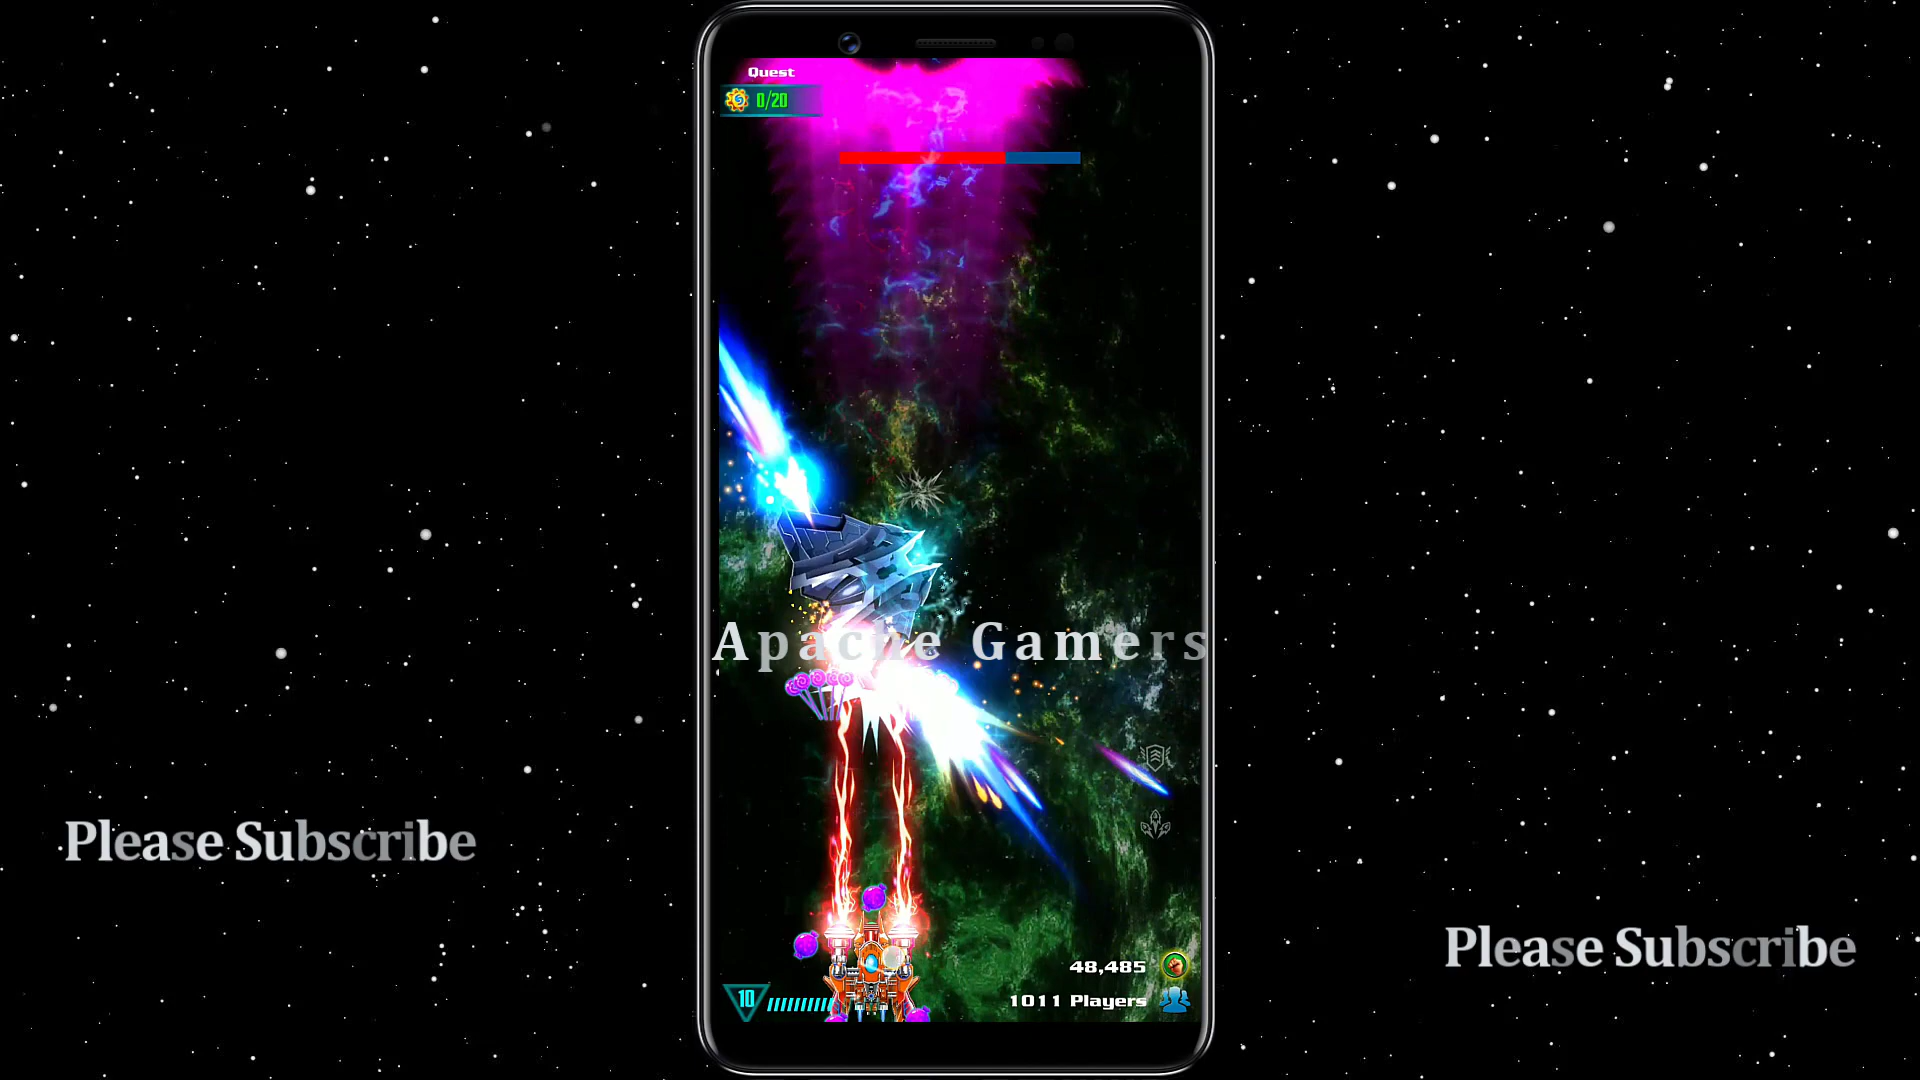 Quest
0/20
Apache Gamers
Please Subscribe
Please Subscribe
48,485
10
1011 Players